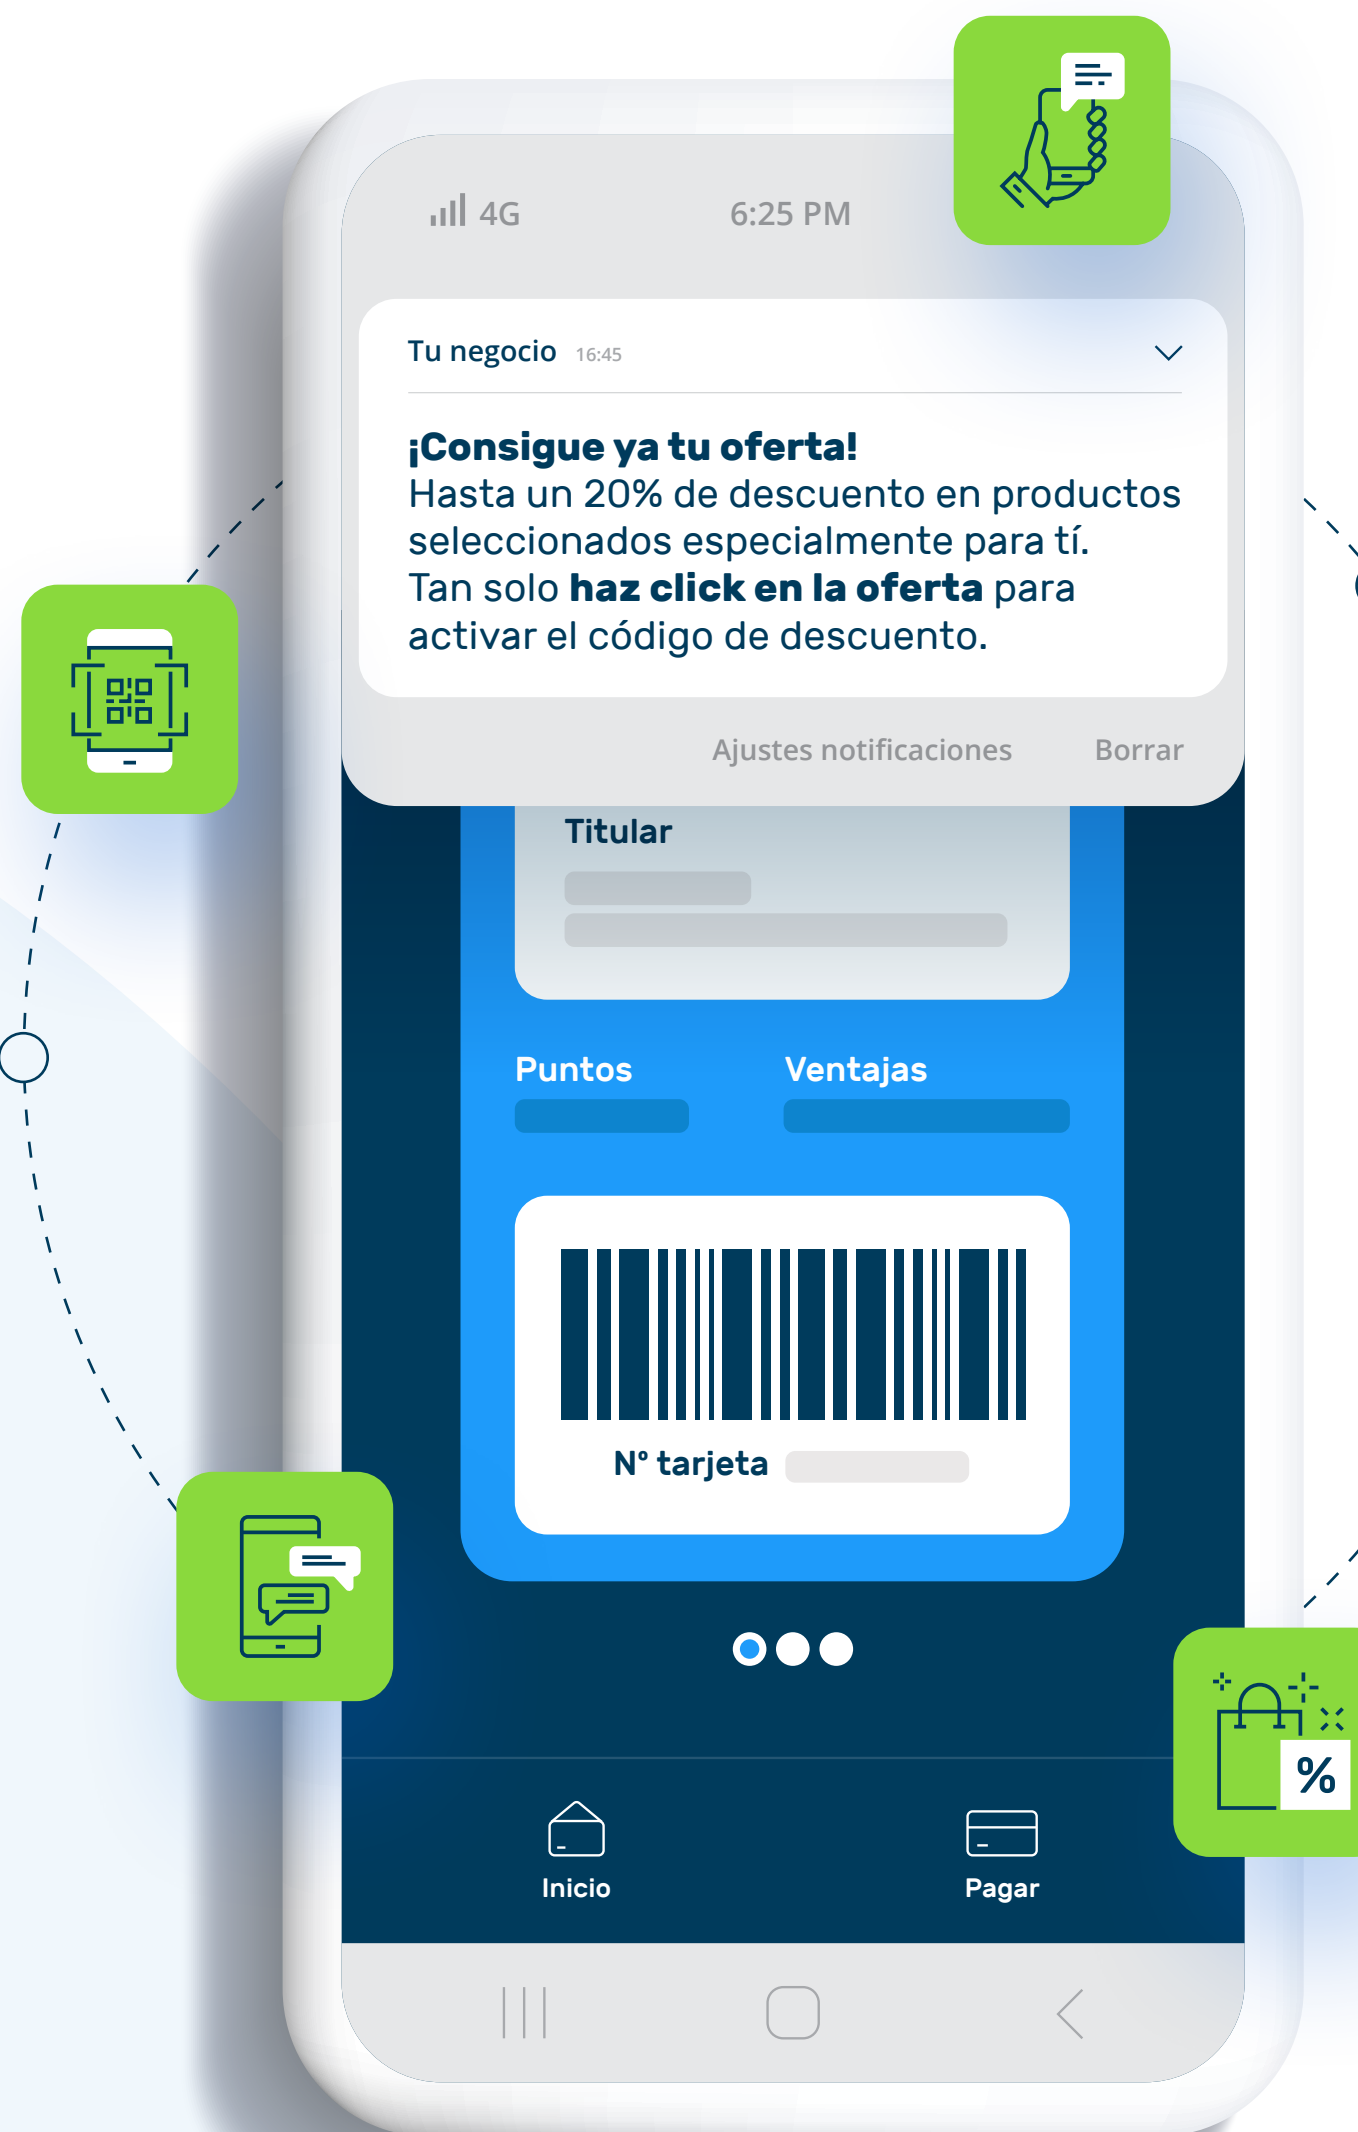 4G 6:25 PM
Tu negocio 16:45
¡Consigue ya tu oferta!
Hasta un 20% de descuento en productos
seleccionados especialmente para tí.
Tan solo haz click en la oferta para
activar el código de descuento.
Ajustes notificaciones Borrar
Titular
Puntos Ventajas
Nº tarjeta
%
Inicio Pagar